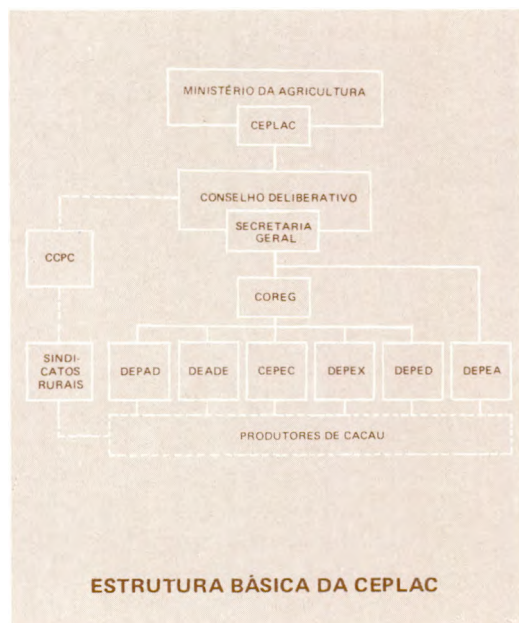 MINISTÉRIO DA AGRICULTURA
CEPLAC
CONSELHO DELIBERATIVO
SECRETARIA
GERAL
CCPC
COREG
SINDI-
CATOS
RURAIS
DEPAD
DEADE
CEPEC
DEPEX
DEPED
DEPEA
PRODUTORES DE CACAU
ESTRUTURA BÁSICA DA CEPLAC